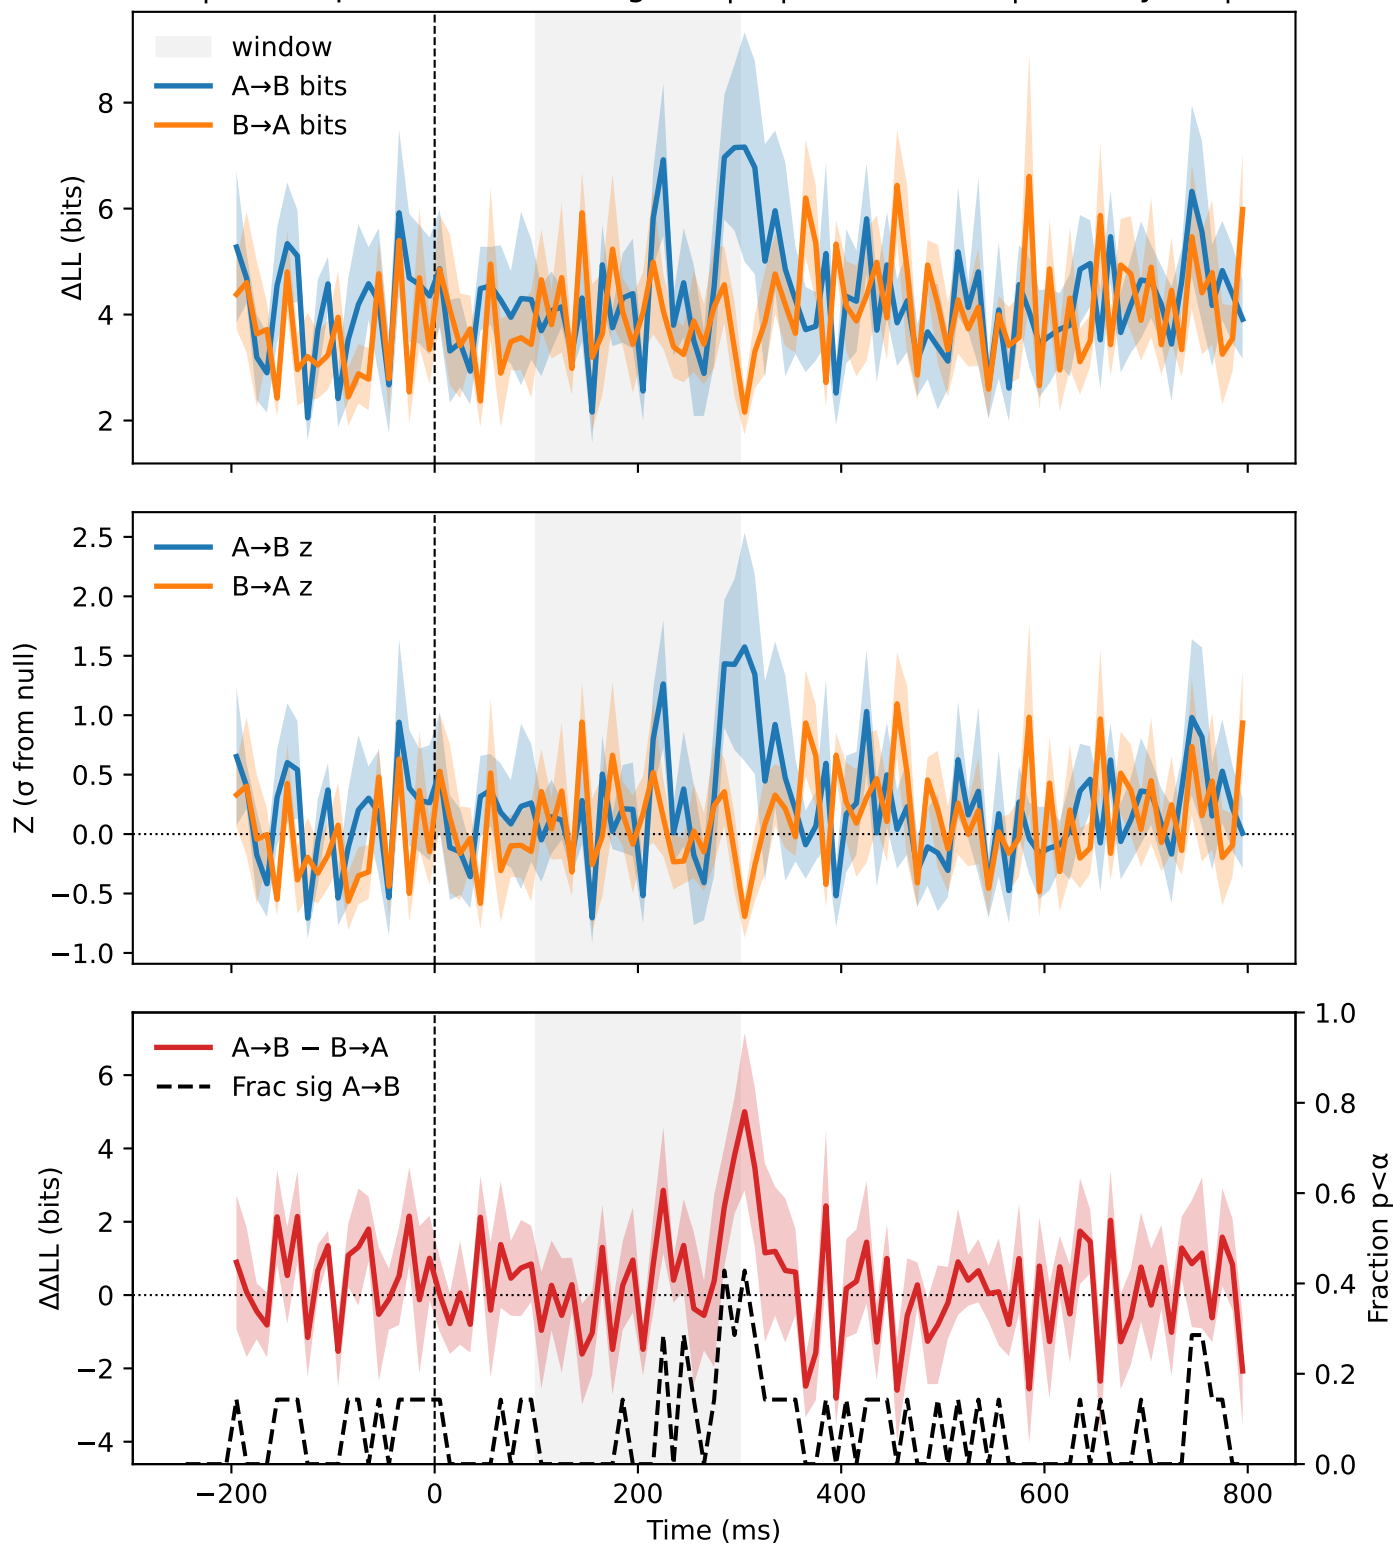 window
A→B bits
B→A bits
ΔLL (bits)
8
6
4
2
A→B z
B→A z
Z (σ from null)
2.5
2.0
1.5
1.0
0.5
0.0
−0.5
−1.0
A→B − B→A
Frac sig A→B
ΔΔLL (bits)
6
4
2
0
−2
−4
1.0
0.8
0.6
0.4
0.2
0.0
Fraction p<α
−200
0
200
400
600
800
Time (ms)